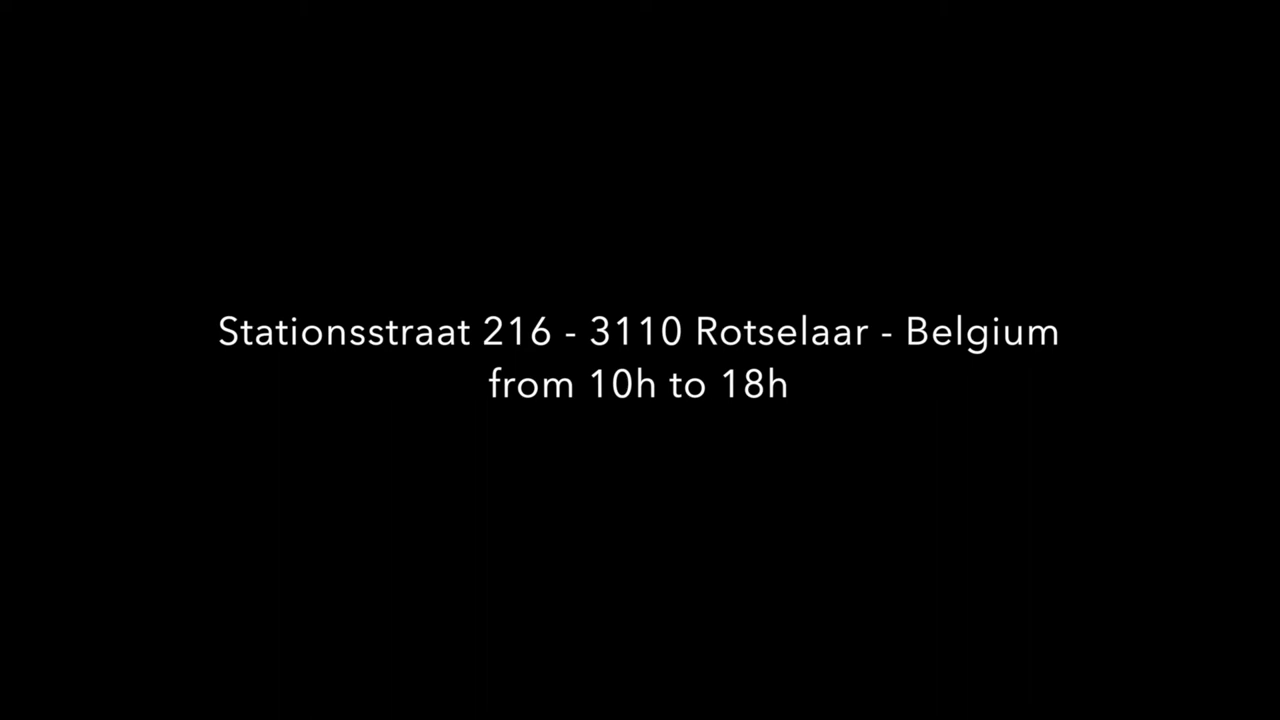 Stationsstraat 216 - 3110 Rotselaar - Belgium
from 10h to 18h